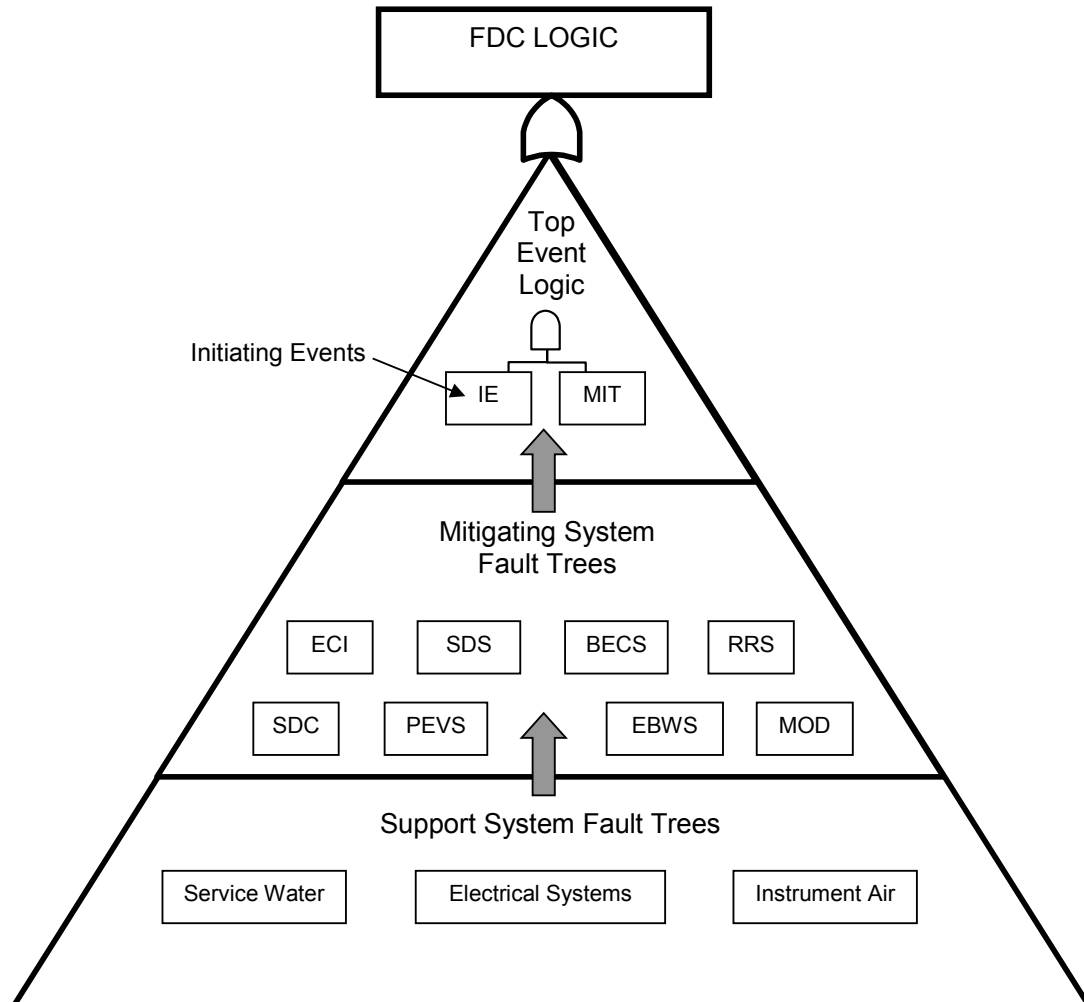 FDC LOGIC
Top
Event
Logic
Initiating Events
IE
MIT
Mitigating System
Fault Trees
ECI
SDS
BECS
RRS
SDC
PEVS
EBWS
MOD
Support System Fault Trees
Service Water
Electrical Systems
Instrument Air